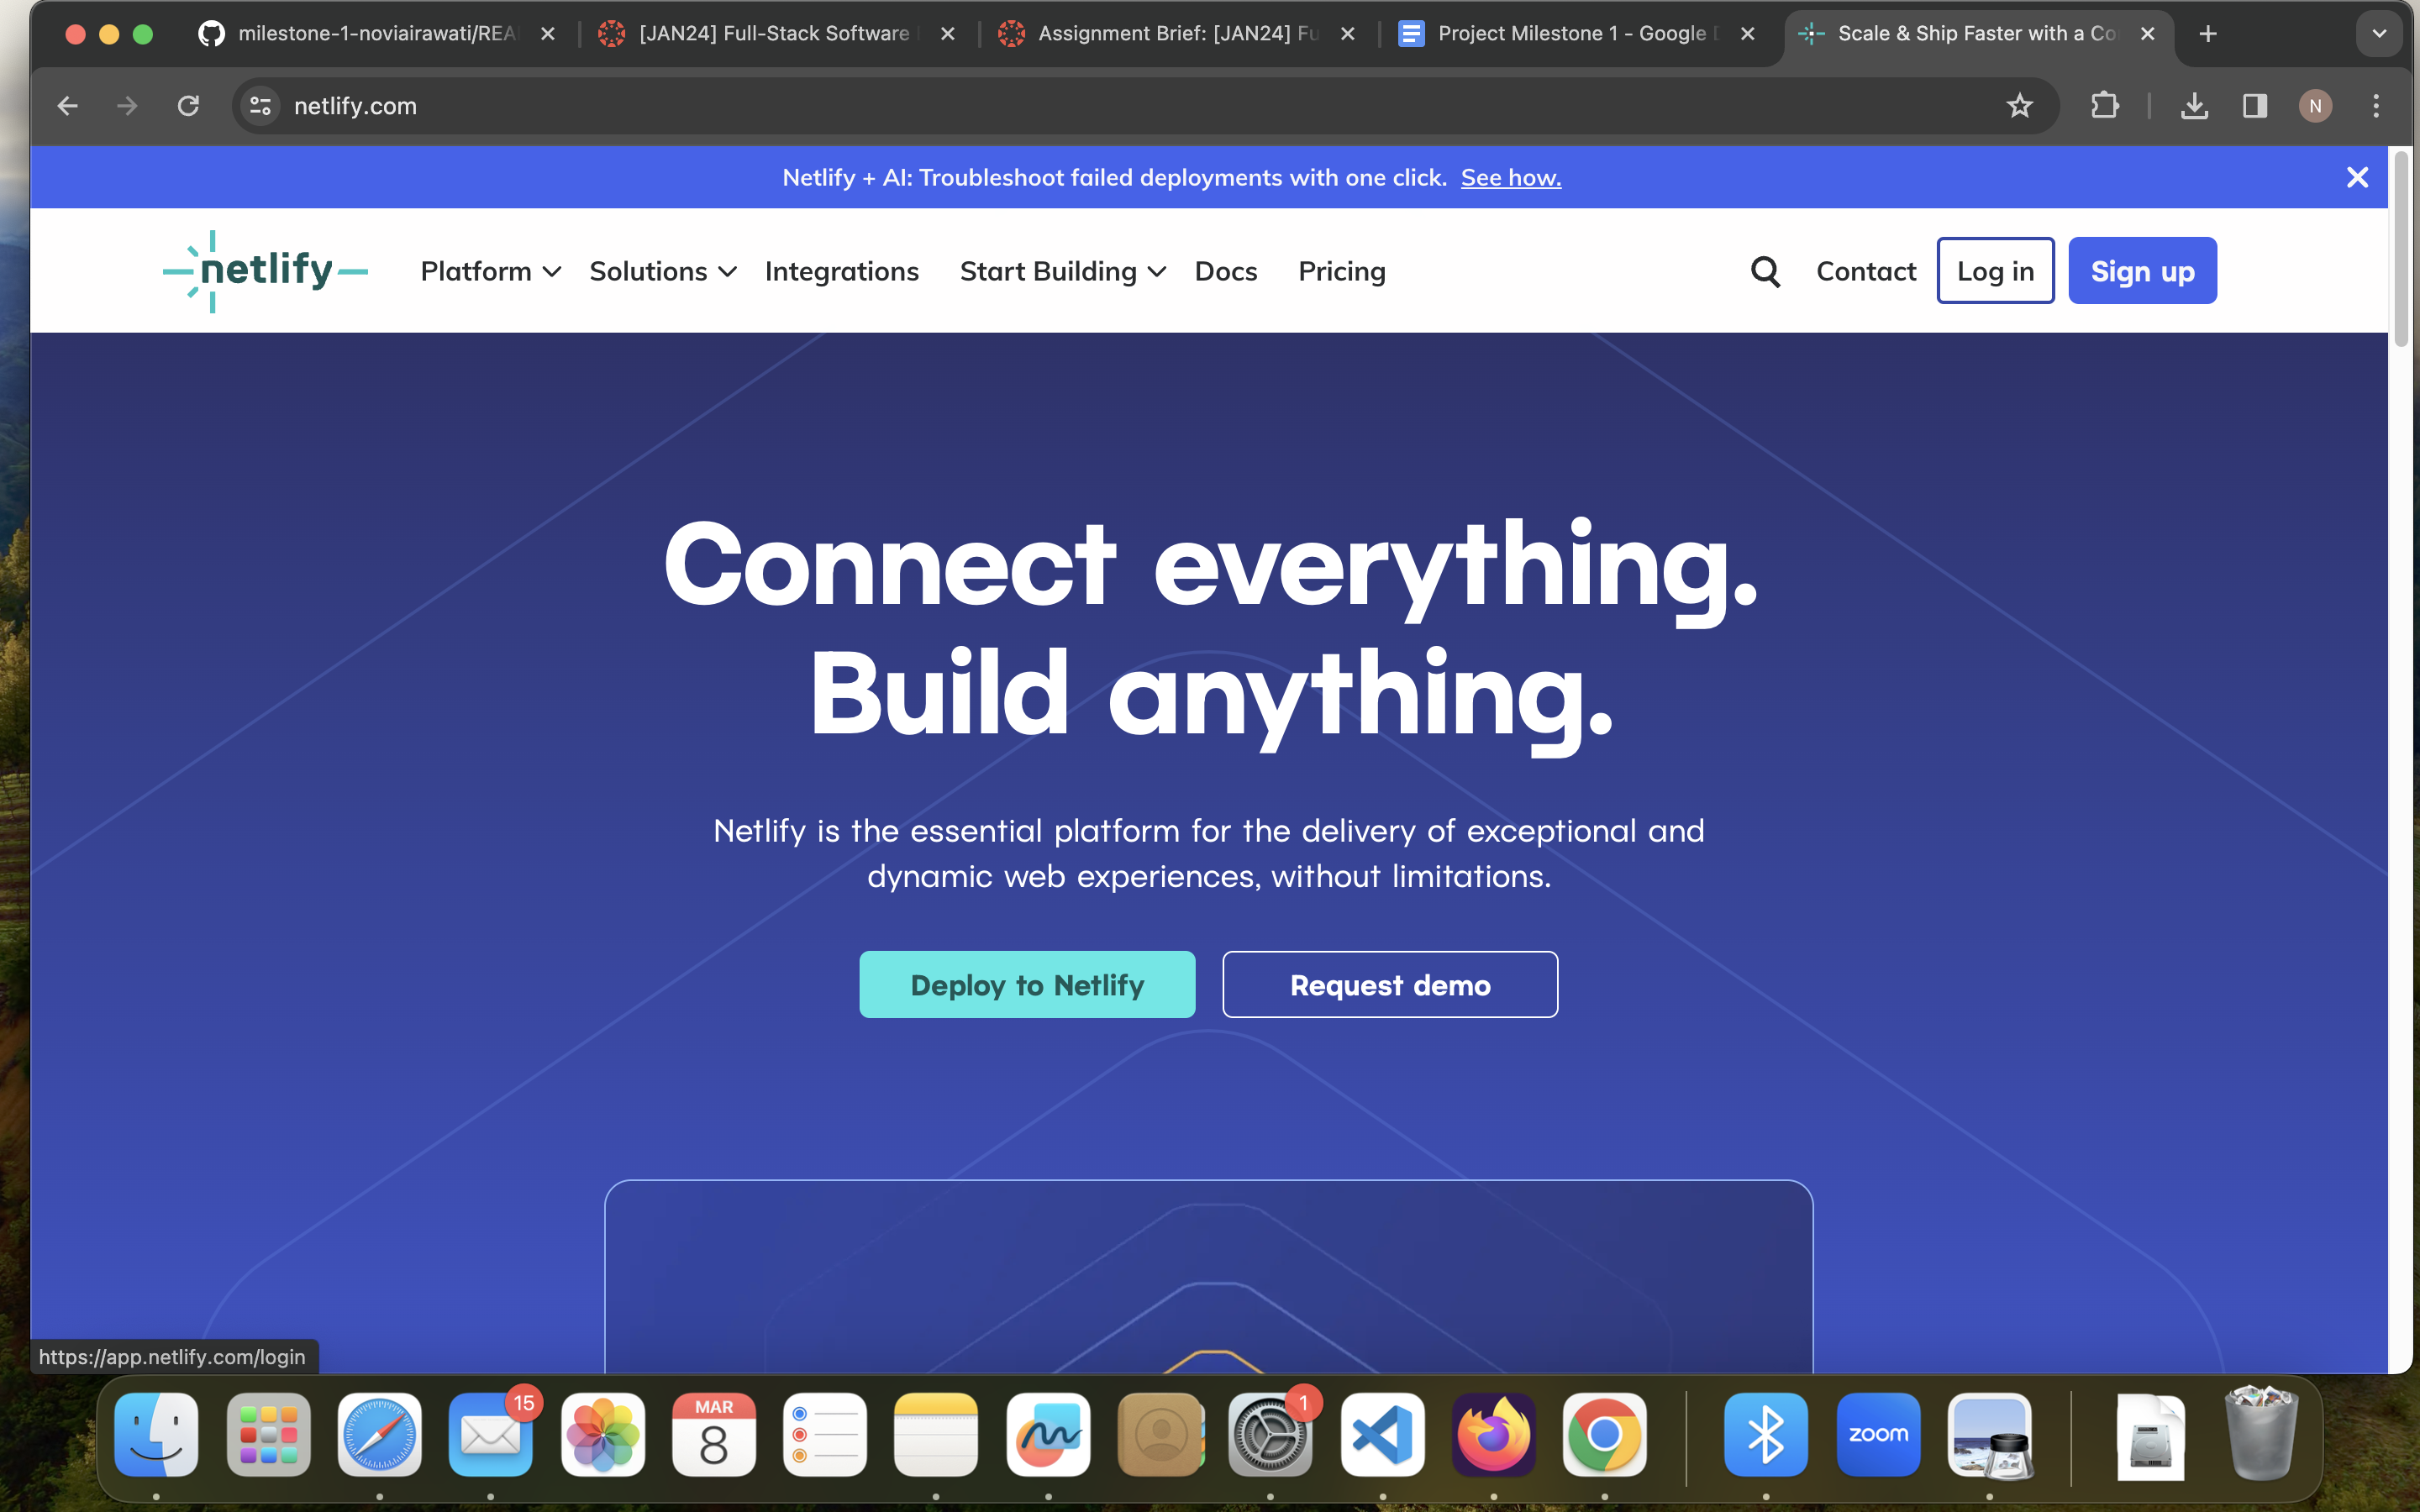 milestone-1-noviairawati/REA
[JAN24] Full-Stack Software
Assignment Brief: [JAN24] Fu
Project Milestone 1 - Google D
Scale & Ship Faster with a Co
netlify.com
N
Netlify + AI: Troubleshoot failed deployments with one click. See how.
netlify
Platform
Solutions
Integrations
Start Building
Docs
Pricing
Contact
Log in
Sign up
Connect everything.
Build anything.
Netlify is the essential platform for the delivery of exceptional and
dynamic web experiences, without limitations.
Deploy to Netlify
Request demo
https://app.netlify.com/login
15
MAR
8
1
zoom